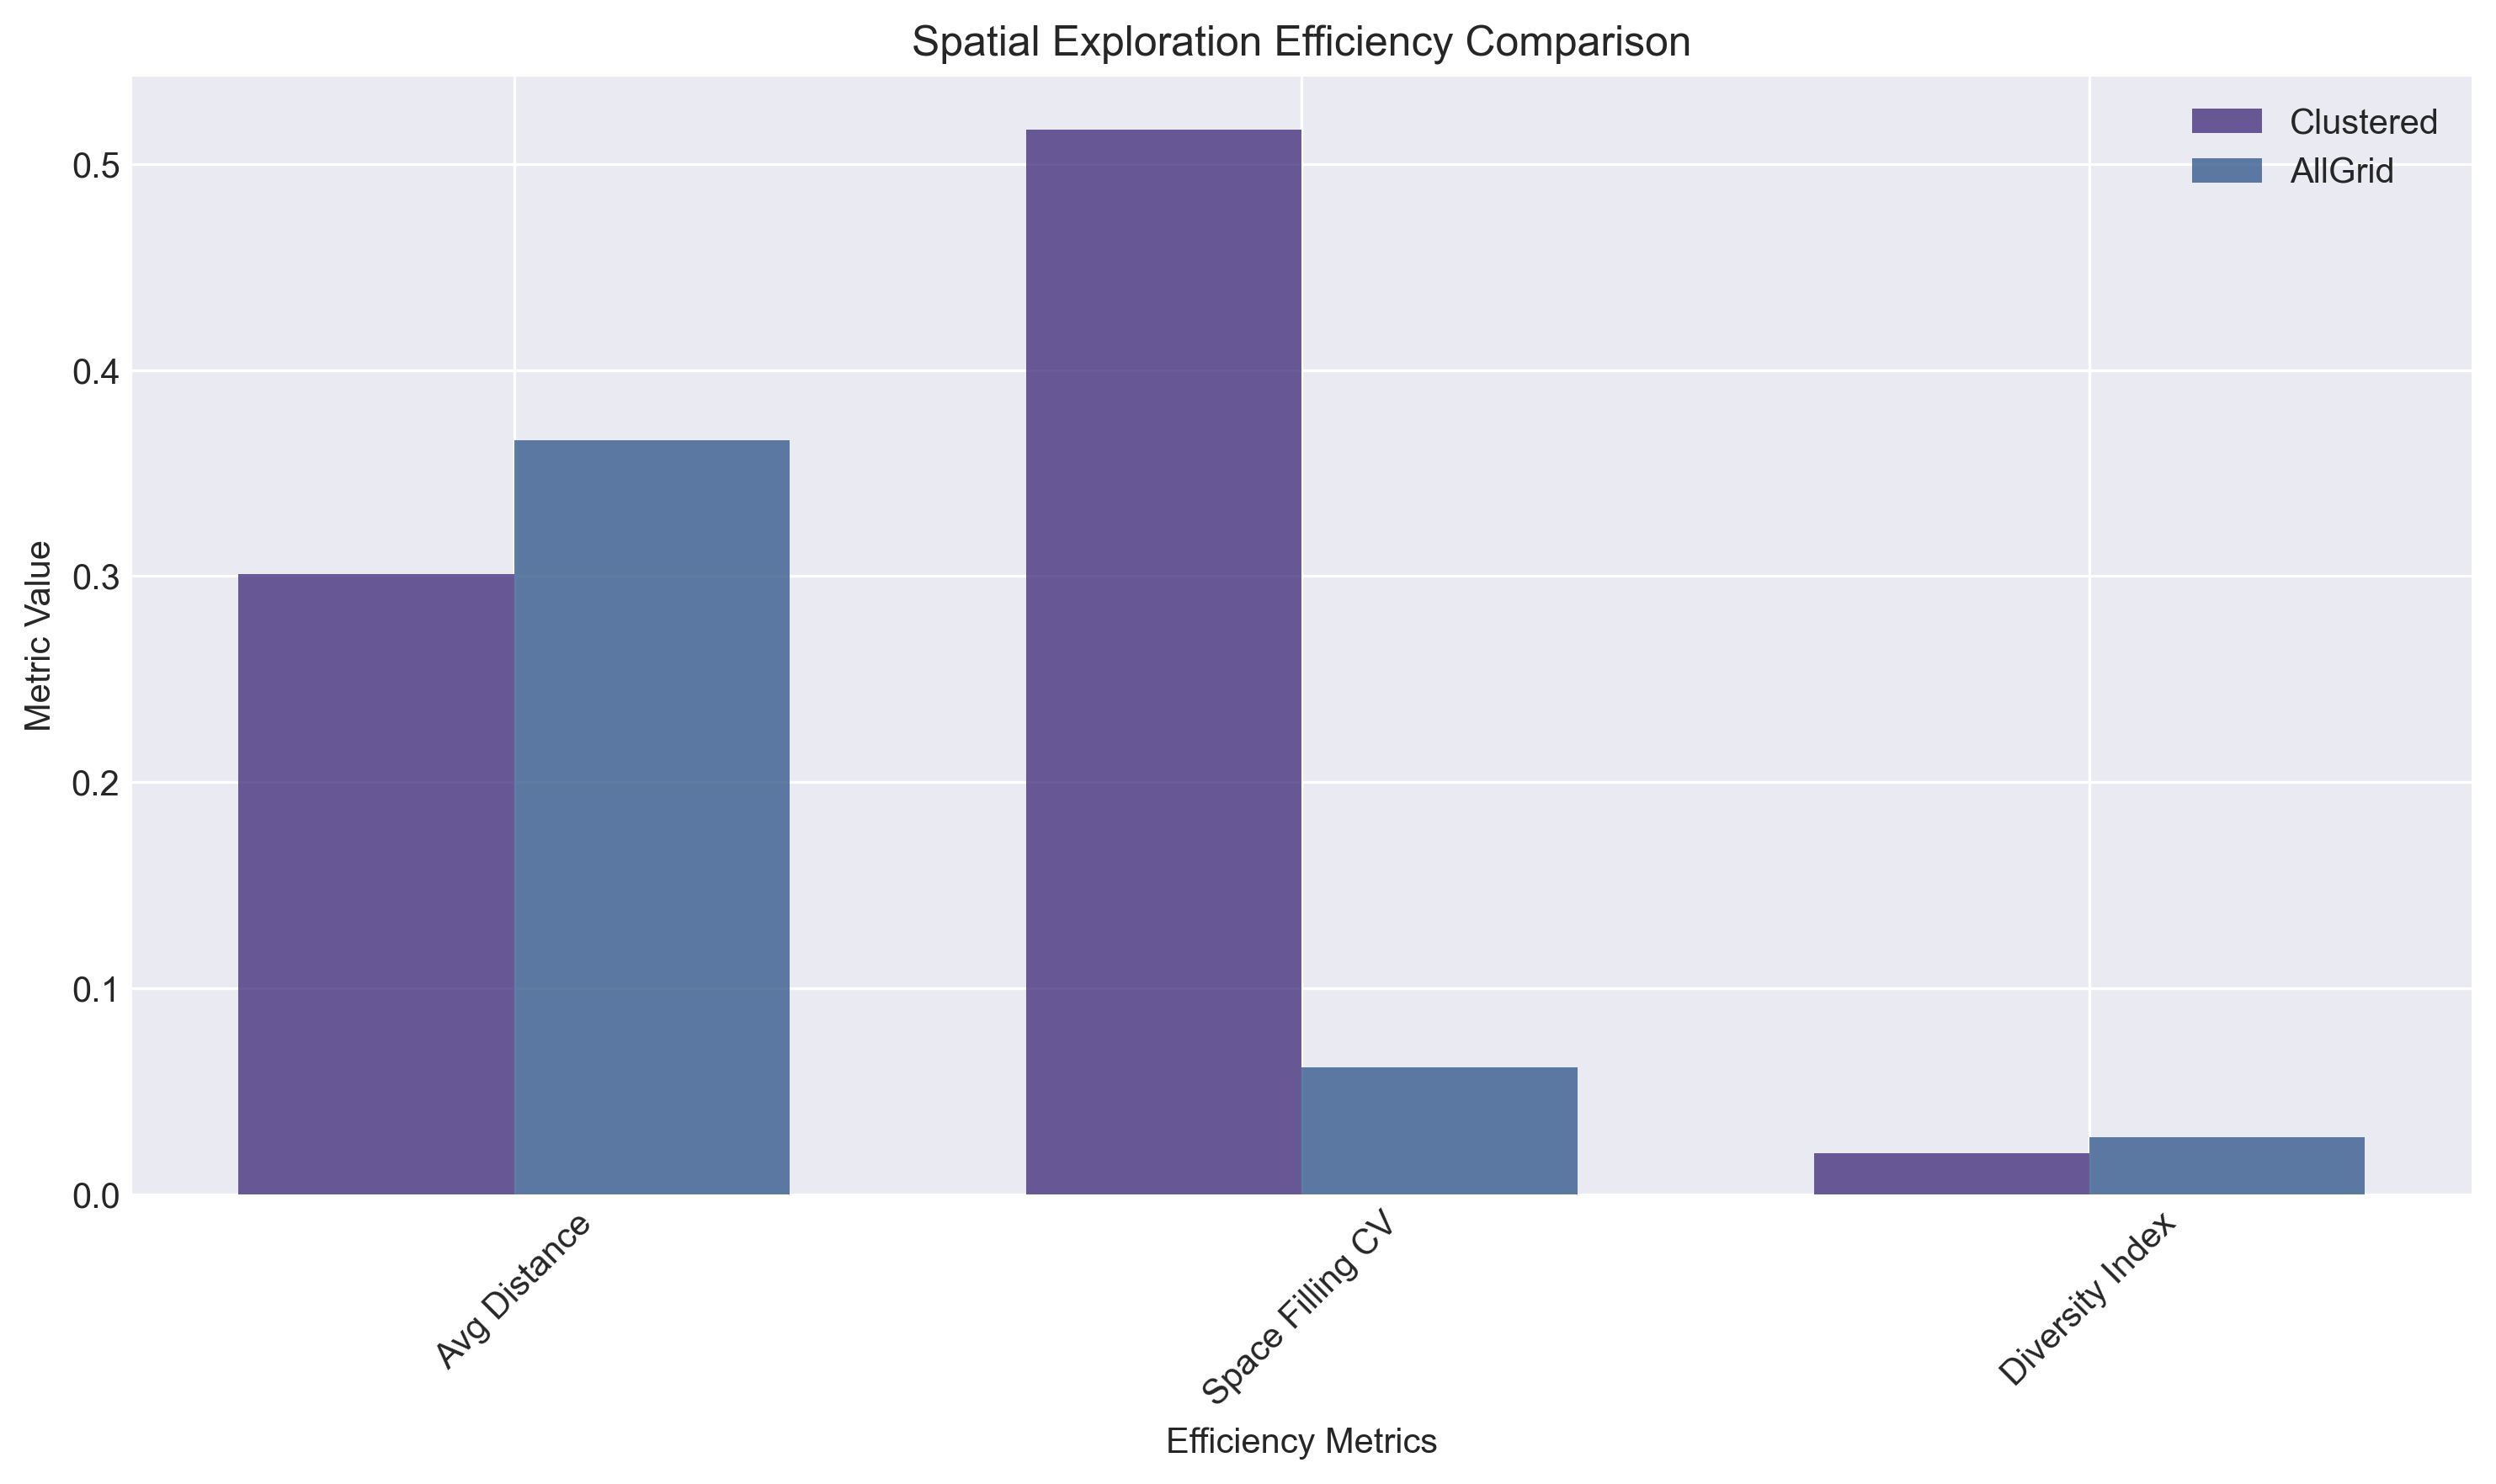 Spatial Exploration Efficiency Comparison
Clustered
AllGrid
Metric Value
0.5
0.4
0.3
0.2
0.1
0.0
Avg Distance
Space Filling CV
Diversity Index
Efficiency Metrics